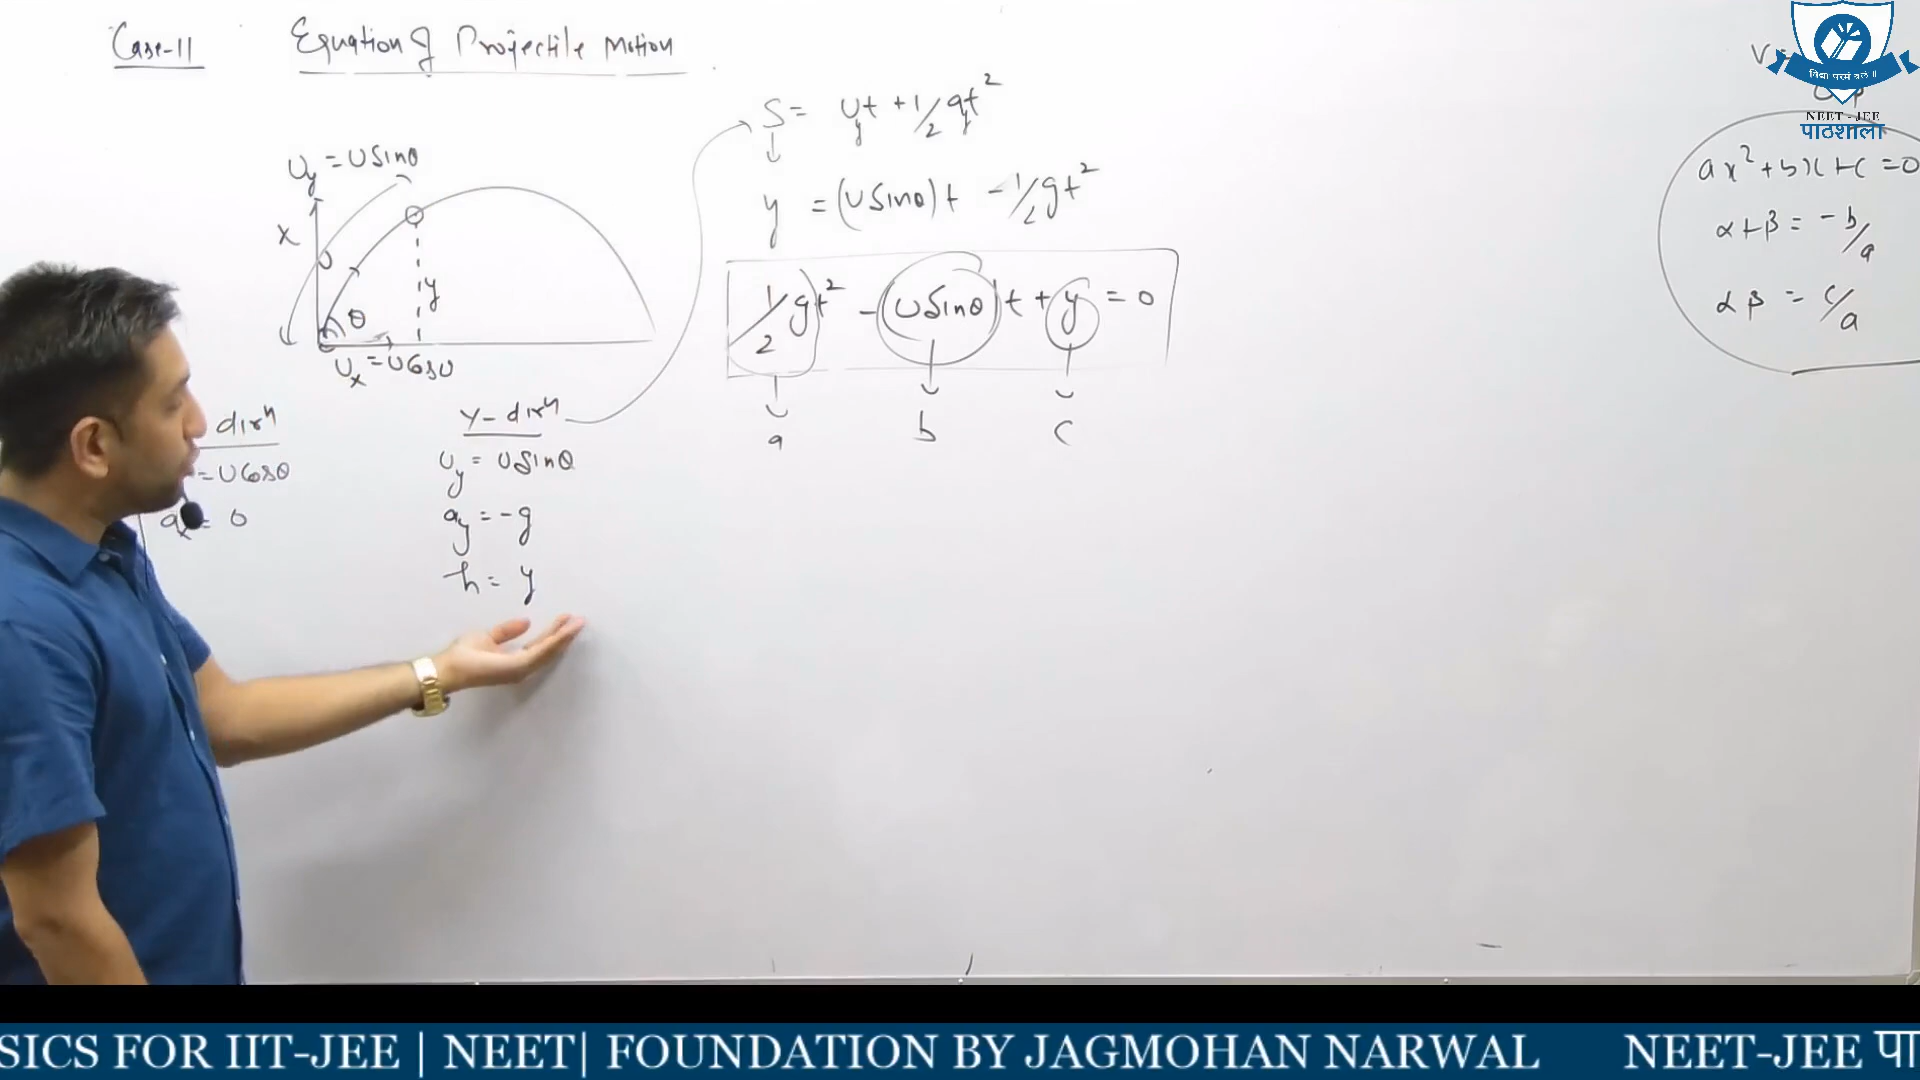 Case-II Equation of Projectile Motion
Uy = U Sinθ
x
U
θ
y
Ux = U Cosθ
dirn
= U Cosθ
ax = 0
y-dirn
Uy = U Sinθ
ay = -g
h = y
S = Uyt + 1/2 ayt²
y = (U Sinθ)t - 1/2 gt²
1/2 gt² - (U Sinθ)t + y = 0
a b c
ax² + bx + c = 0
α+β = -b/a
αβ = c/a
NEET - JEE
पाठशाला
SICS FOR IIT-JEE | NEET| FOUNDATION BY JAGMOHAN NARWAL NEET-JEE पा